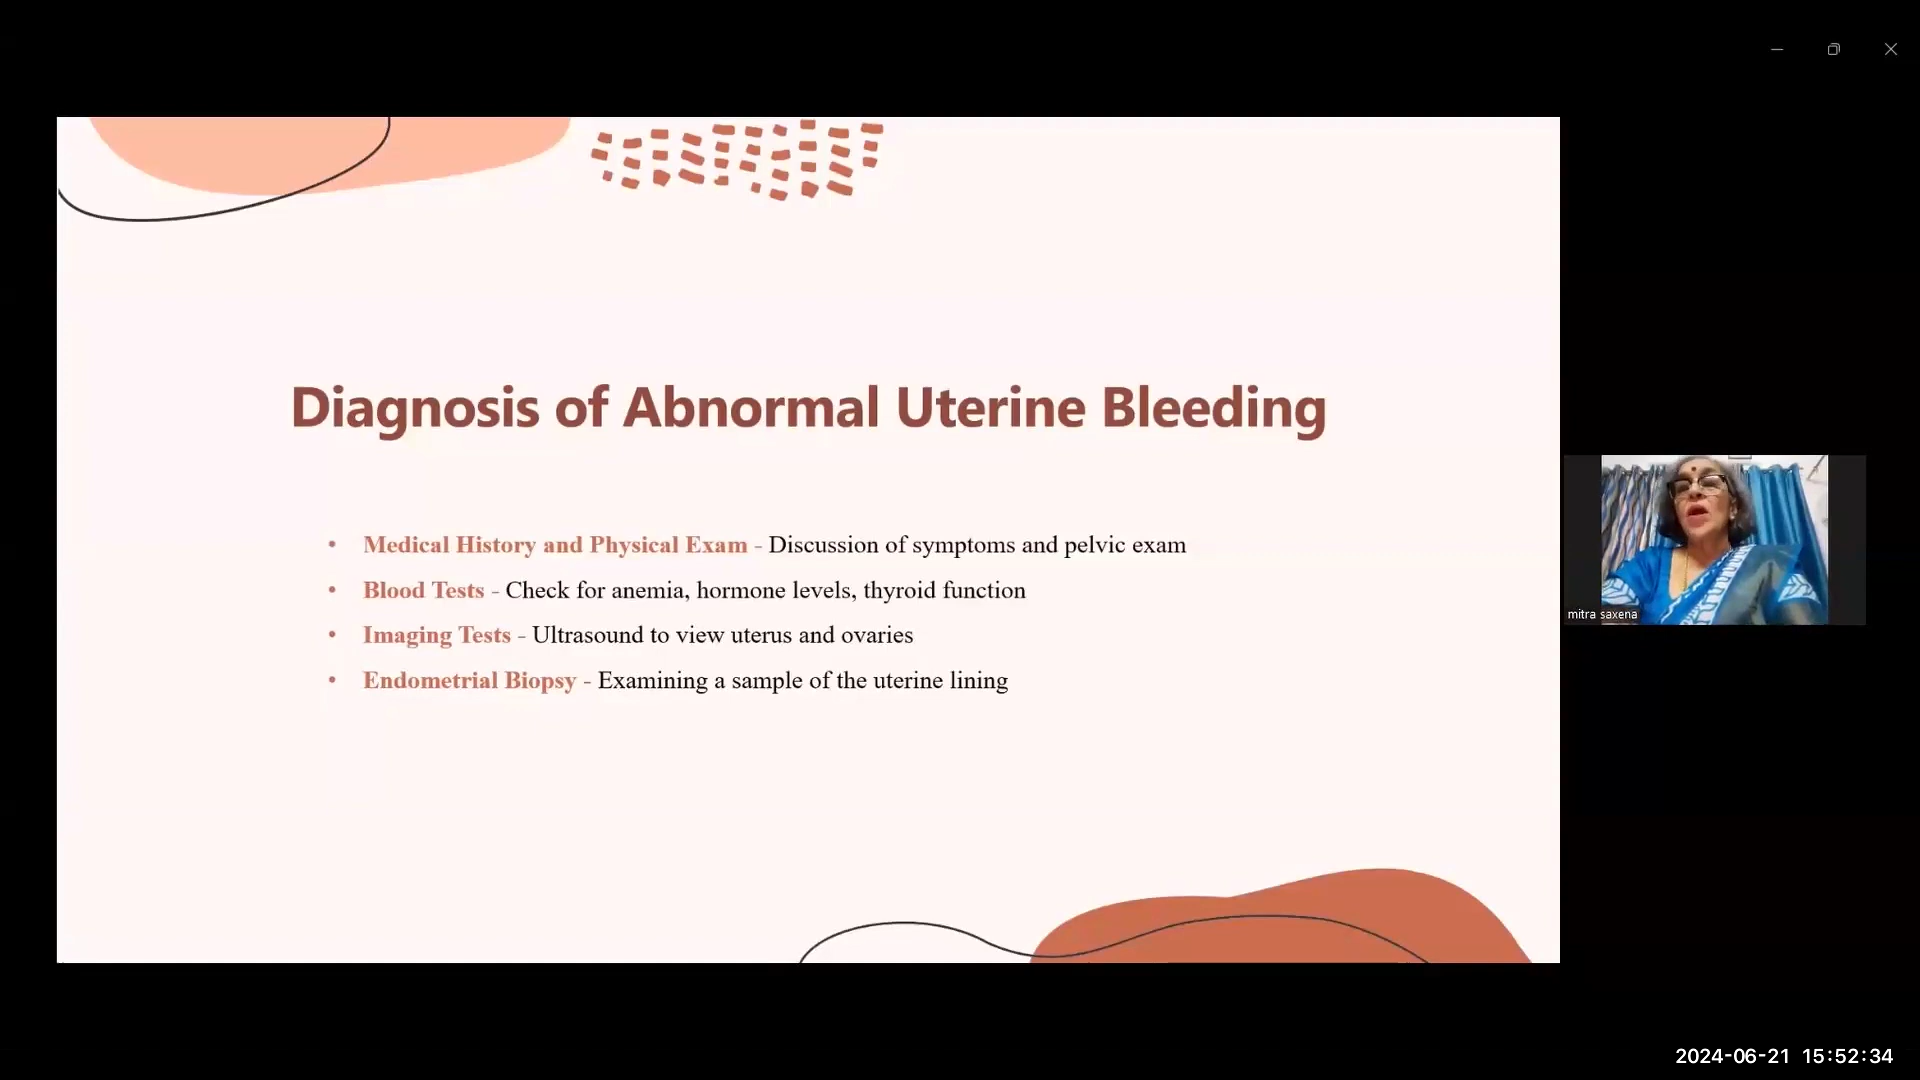 Diagnosis of Abnormal Uterine Bleeding
• Medical History and Physical Exam - Discussion of symptoms and pelvic exam
• Blood Tests - Check for anemia, hormone levels, thyroid function
• Imaging Tests - Ultrasound to view uterus and ovaries
• Endometrial Biopsy - Examining a sample of the uterine lining
mitra saxena
2024-06-21 15:52:34